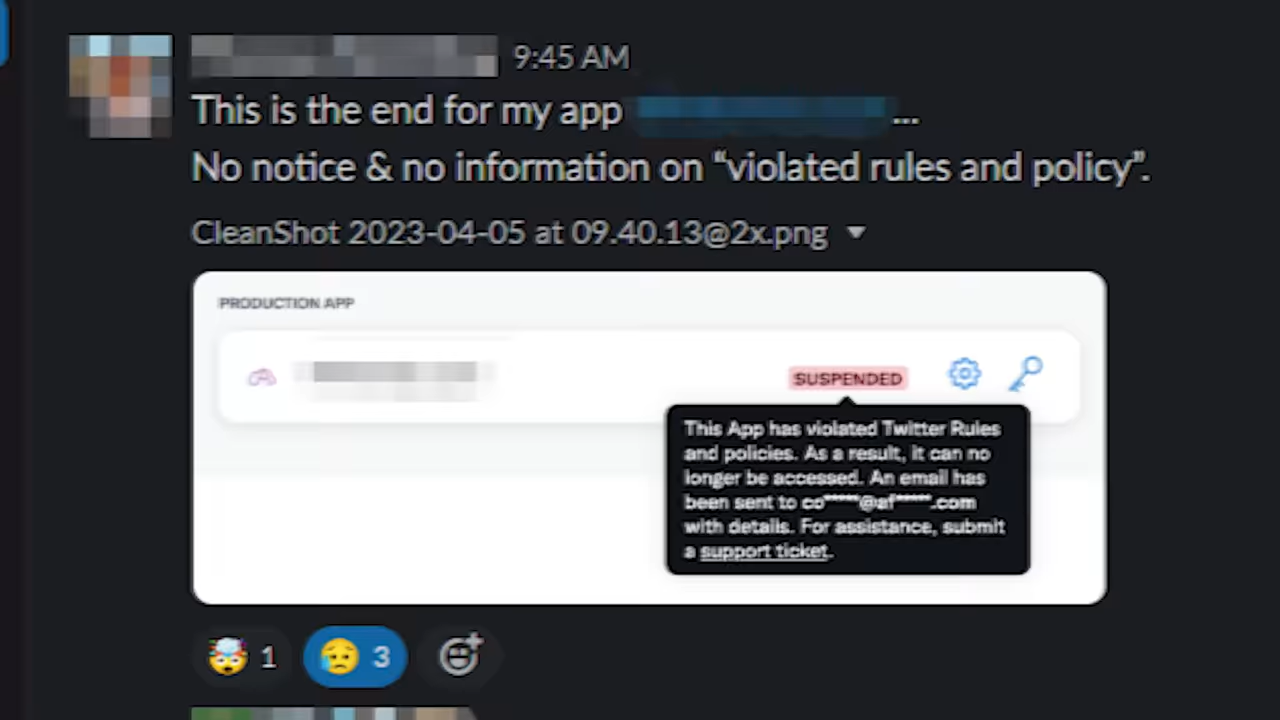 9:45 AM
This is the end for my app ...
No notice & no information on “violated rules and policy”.
CleanShot 2023-04-05 at 09.40.13@2x.png
PRODUCTION APP
SUSPENDED
This App has violated Twitter Rules
and policies. As a result, it can no
longer be accessed. An email has
been sent to co*****@af*****.com
with details. For assistance, submit
a support ticket.
1
3